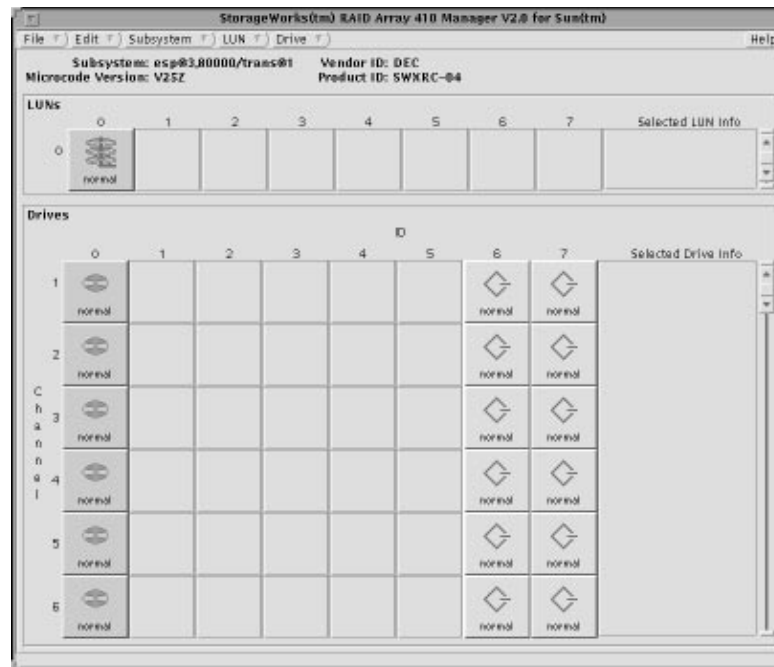 StorageWorks(tm) RAID Array 410 Manager V2.0 for Sun(tm)
File Edit Subsystem LUN Drive Help
Subsystem: esp@3,80000/trans@1 Vendor ID: DEC
Microcode Version: V25Z Product ID: SWXRC-04
LUNs
0 1 2 3 4 5 6 7 Selected LUN Info
0
normal
Drives
ID
0 1 2 3 4 5 6 7 Selected Drive Info
1
normal normal normal
2
normal normal normal
Channel
3
normal normal normal
4
normal normal normal
5
normal normal normal
6
normal normal normal